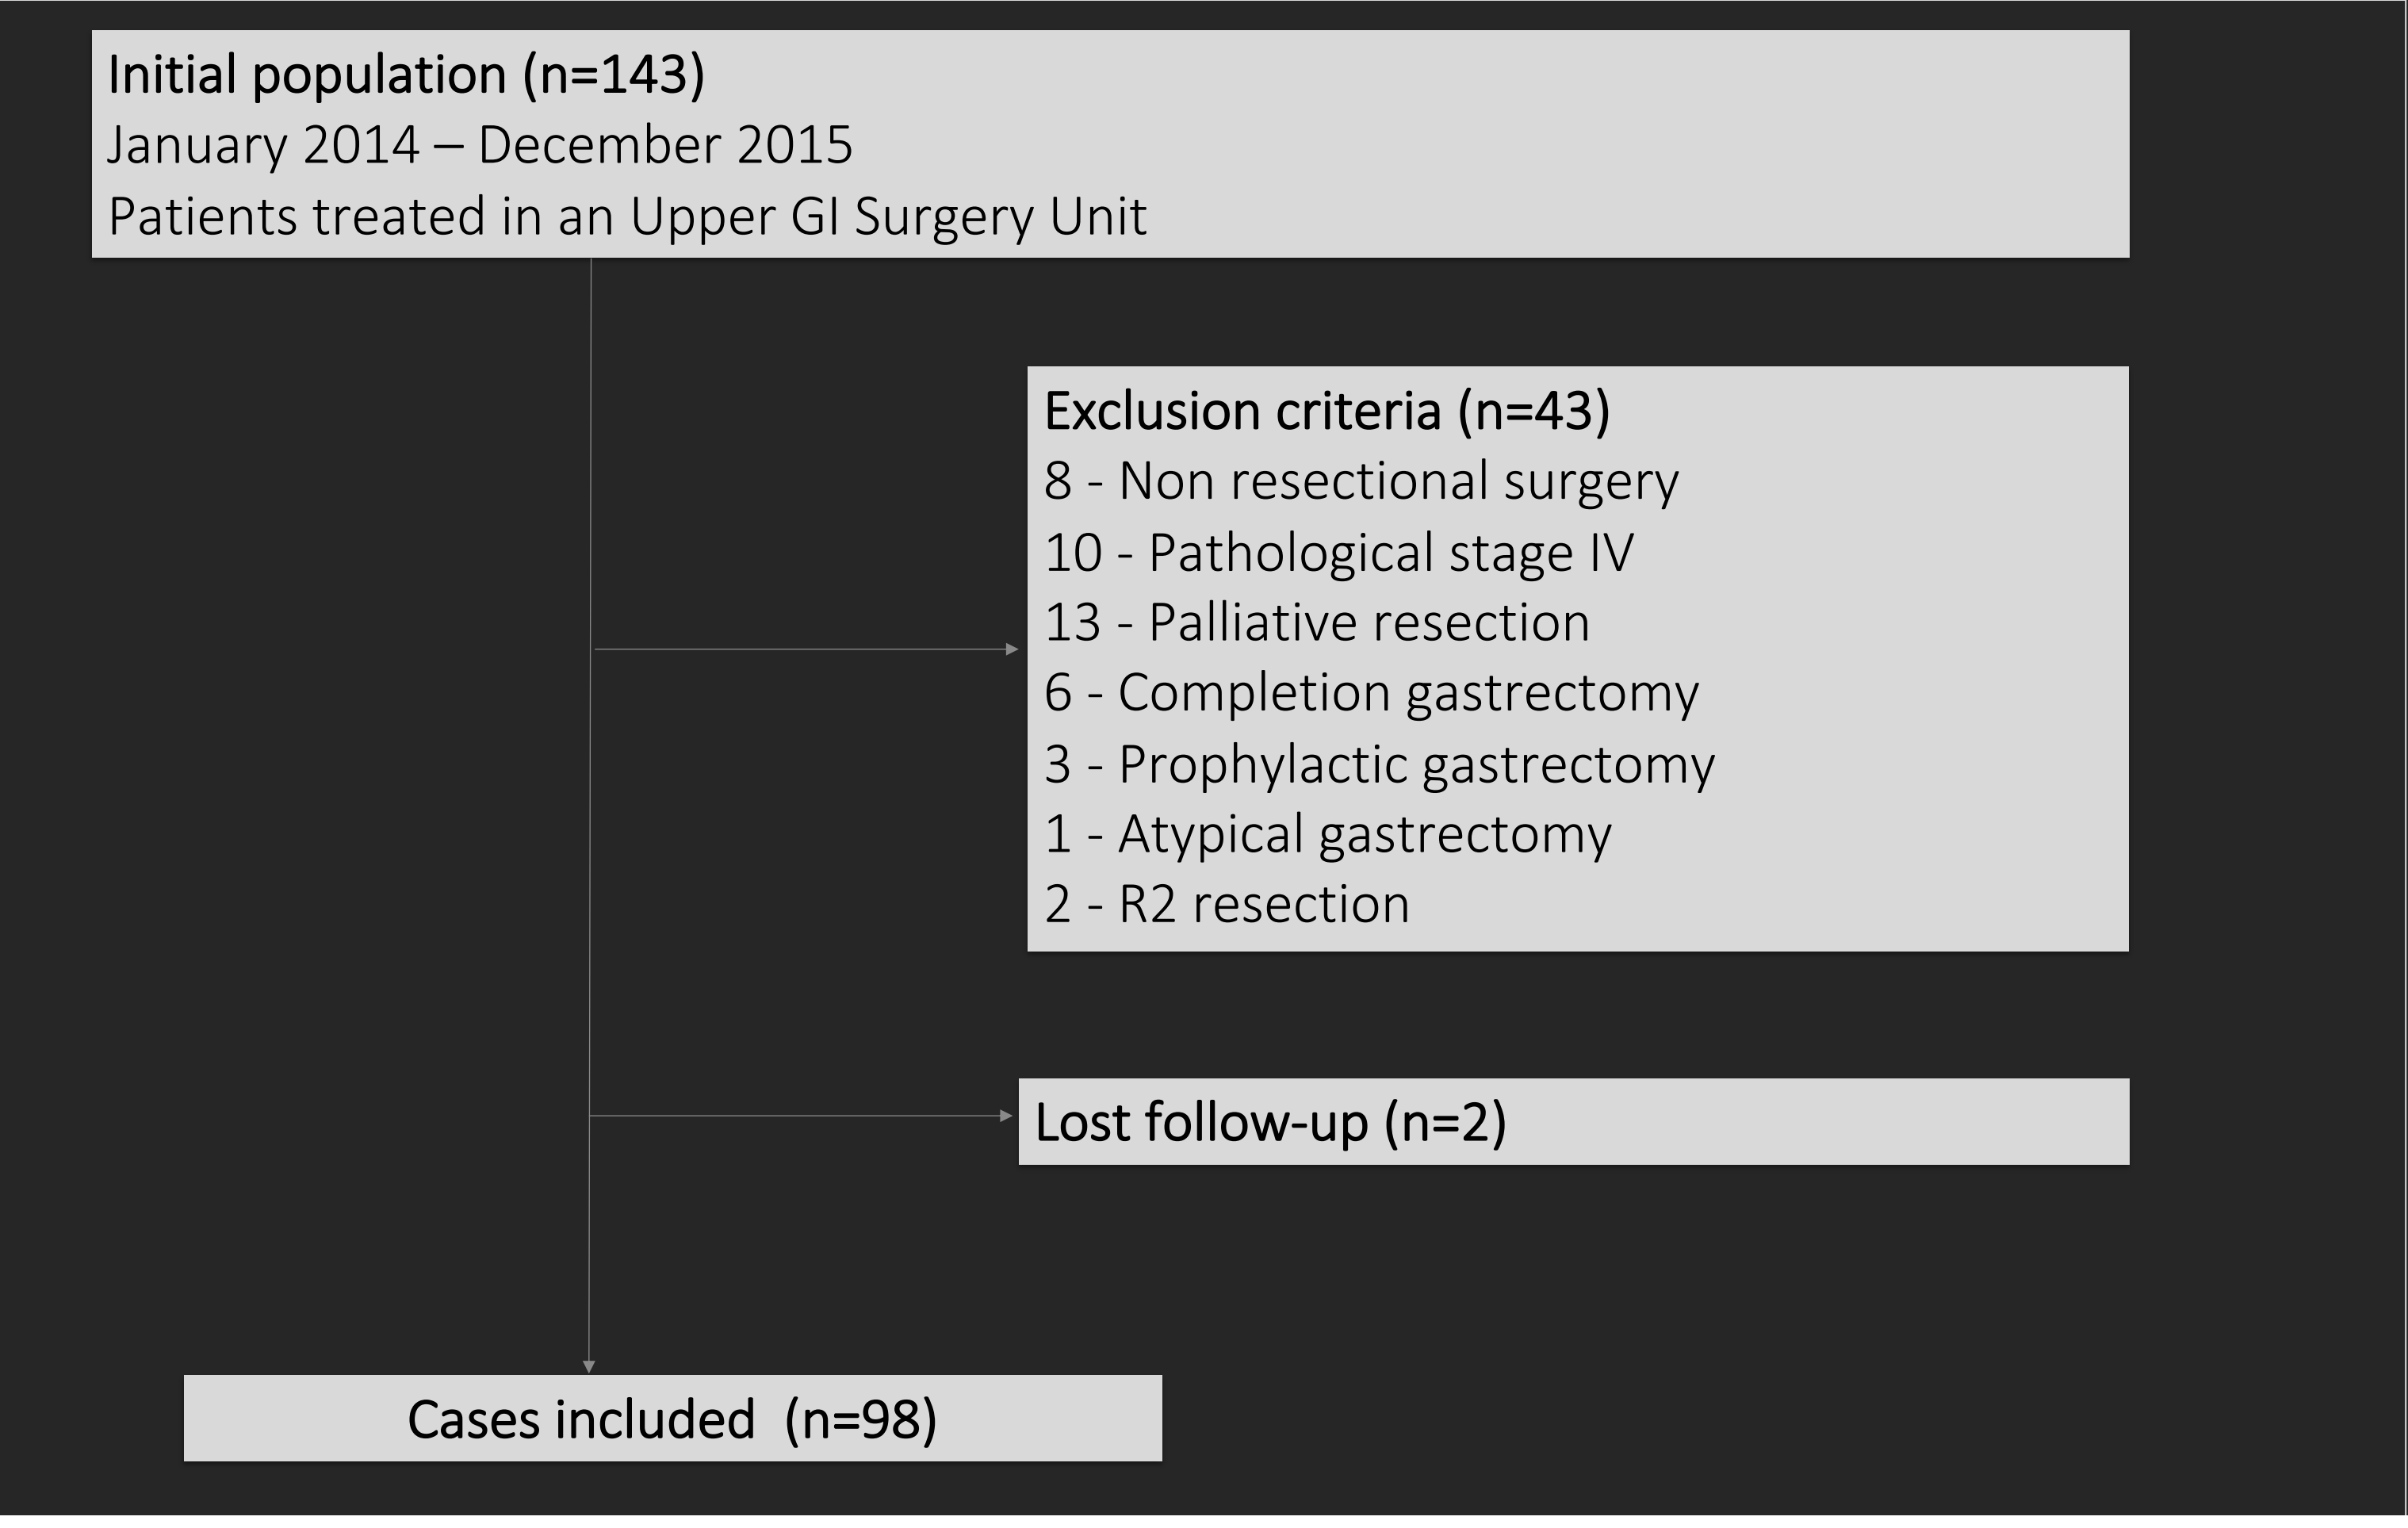 Initial population (n=143)
January 2014 – December 2015
Patients treated in an Upper GI Surgery Unit
Exclusion criteria (n=43)
8 - Non resectional surgery
10 - Pathological stage IV
13 - Palliative resection
6 - Completion gastrectomy
3 - Prophylactic gastrectomy
1 - Atypical gastrectomy
2 - R2 resection
Lost follow-up (n=2)
Cases included (n=98)